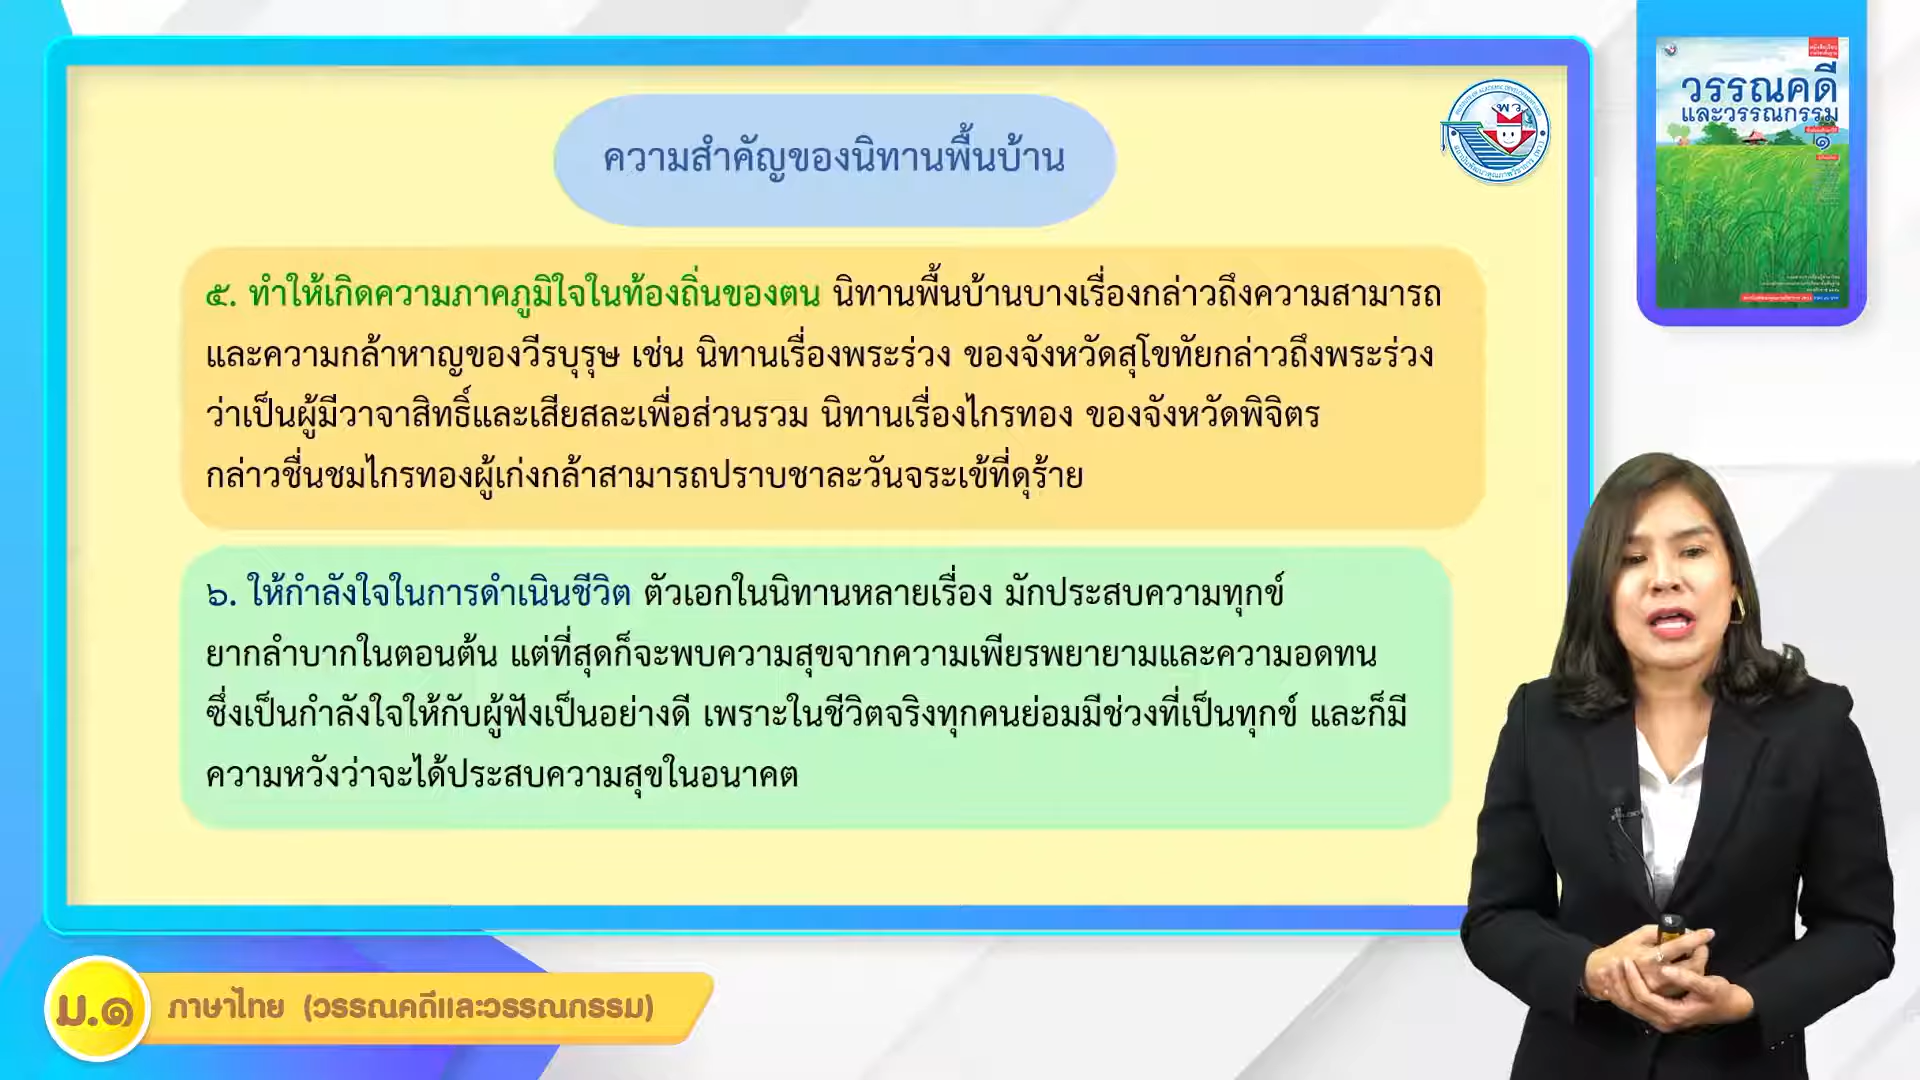 ความสำคัญของนิทานพื้นบ้าน
๕. ทำให้เกิดความภาคภูมิใจในท้องถิ่นของตน นิทานพื้นบ้านบางเรื่องกล่าวถึงความสามารถ
และความกล้าหาญของวีรบุรุษ เช่น นิทานเรื่องพระร่วง ของจังหวัดสุโขทัยกล่าวถึงพระร่วง
ว่าเป็นผู้มีวาจาสิทธิ์และเสียสละเพื่อส่วนรวม นิทานเรื่องไกรทอง ของจังหวัดพิจิตร
กล่าวชื่นชมไกรทองผู้เก่งกล้าสามารถปราบชาละวันจระเข้ที่ดุร้าย
๖. ให้กำลังใจในการดำเนินชีวิต ตัวเอกในนิทานหลายเรื่อง มักประสบความทุกข์
ยากลำบากในตอนต้น แต่ที่สุดก็จะพบความสุขจากความเพียรพยายามและความอดทน
ซึ่งเป็นกำลังใจให้กับผู้ฟังเป็นอย่างดี เพราะในชีวิตจริงทุกคนย่อมมีช่วงที่เป็นทุกข์ และก็มี
ความหวังว่าจะได้ประสบความสุขในอนาคต
พว.
สถาบันพัฒนาคุณภาพวิชาการ (พว.)
วรรณคดี
และวรรณกรรม
๑
ม.๑
ภาษาไทย (วรรณคดีและวรรณกรรม)